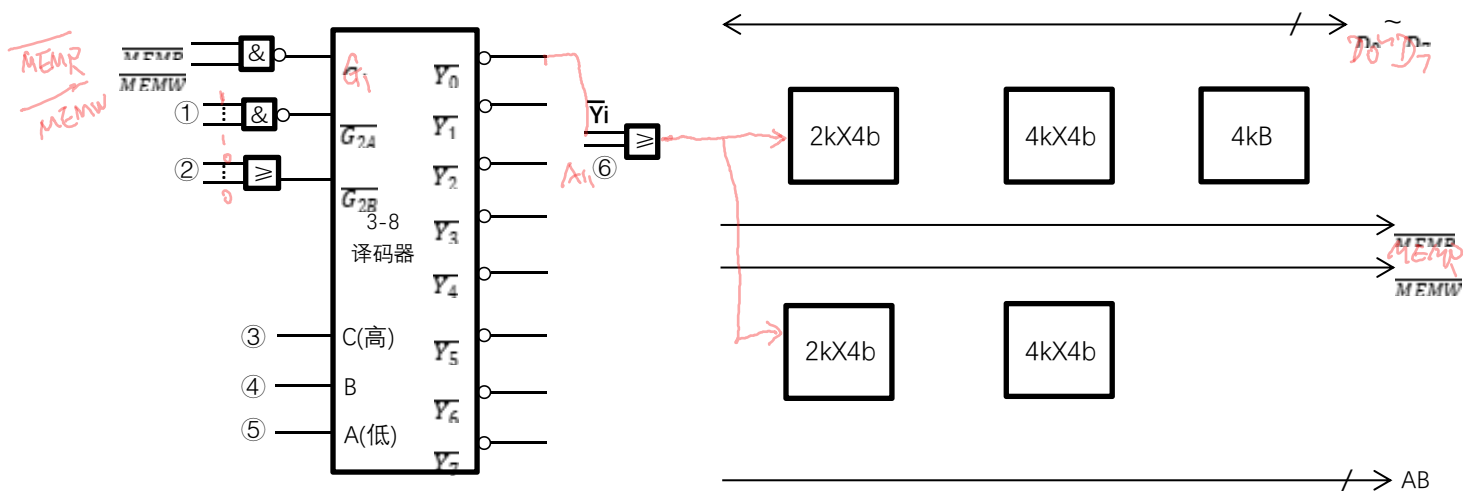 MEMR
MEMW
MEMR
MEMW
&
①
&
②
≥
G1
G2A
G2B
3-8
译码器
③
C(高)
④
B
⑤
A(低)
Y0
Y1
Y2
Y3
Y4
Y5
Y6
Y7
Yi
⑥
A11
≥
~
D0~D7
2kX4b
4kX4b
4kB
MEMR
MEMW
2kX4b
4kX4b
AB